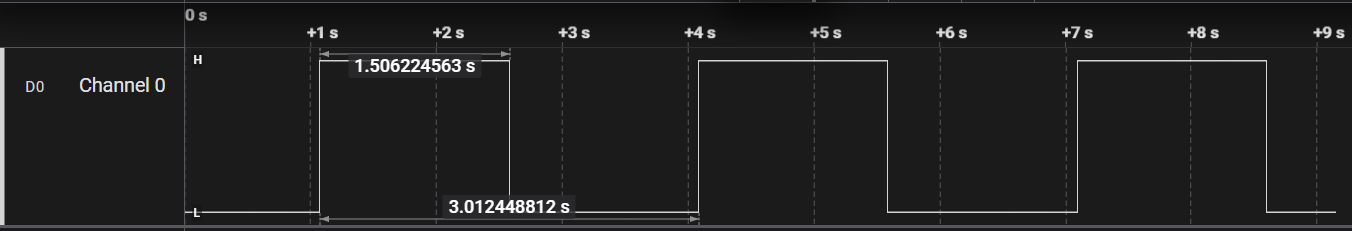 0 s
+1 s +2 s +3 s +4 s +5 s +6 s +7 s +8 s +9 s
H
1.506224563 s
D0 Channel 0
3.012448812 s
L